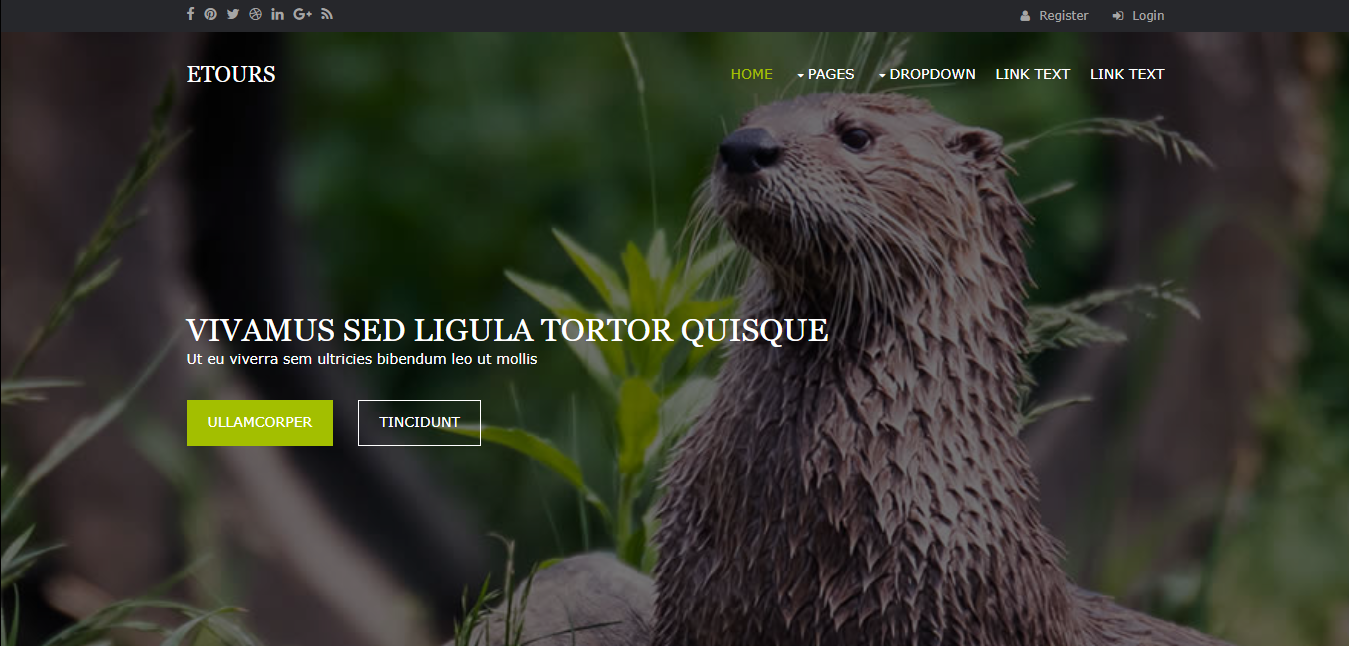 Register Login
ETOURS
HOME PAGES DROPDOWN LINK TEXT LINK TEXT
VIVAMUS SED LIGULA TORTOR QUISQUE
Ut eu viverra sem ultricies bibendum leo ut mollis
ULLAMCORPER TINCIDUNT